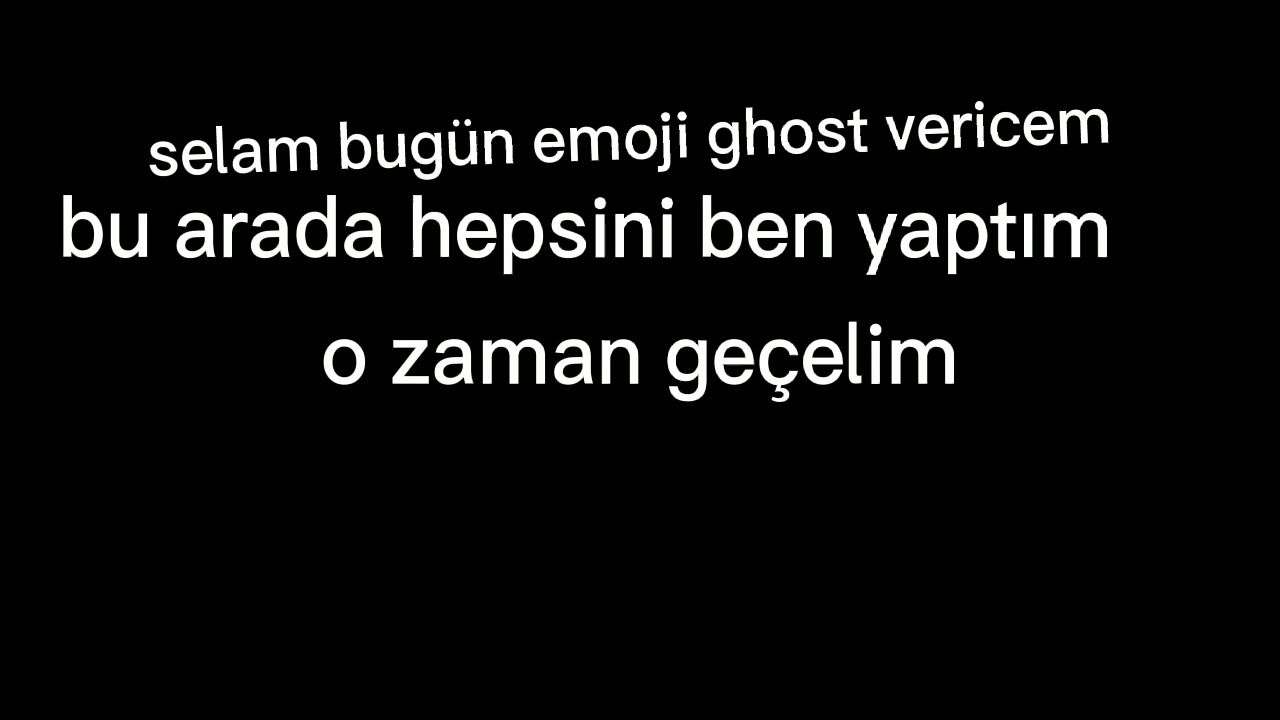 selam bugün emoji ghost vericem
bu arada hepsini ben yaptım
o zaman geçelim